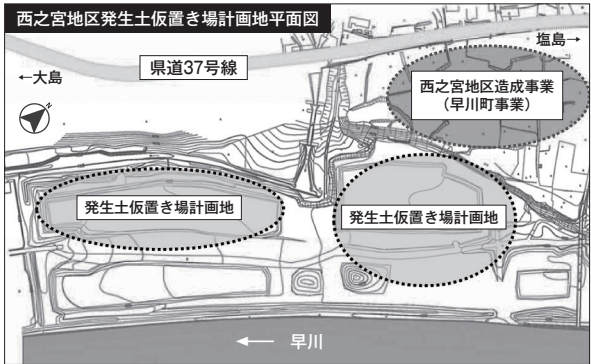 西之宮地区発生土仮置き場計画地平面図
塩島→
←大島
県道37号線
西之宮地区造成事業
（早川町事業）
N
発生土仮置き場計画地
発生土仮置き場計画地
← 早川